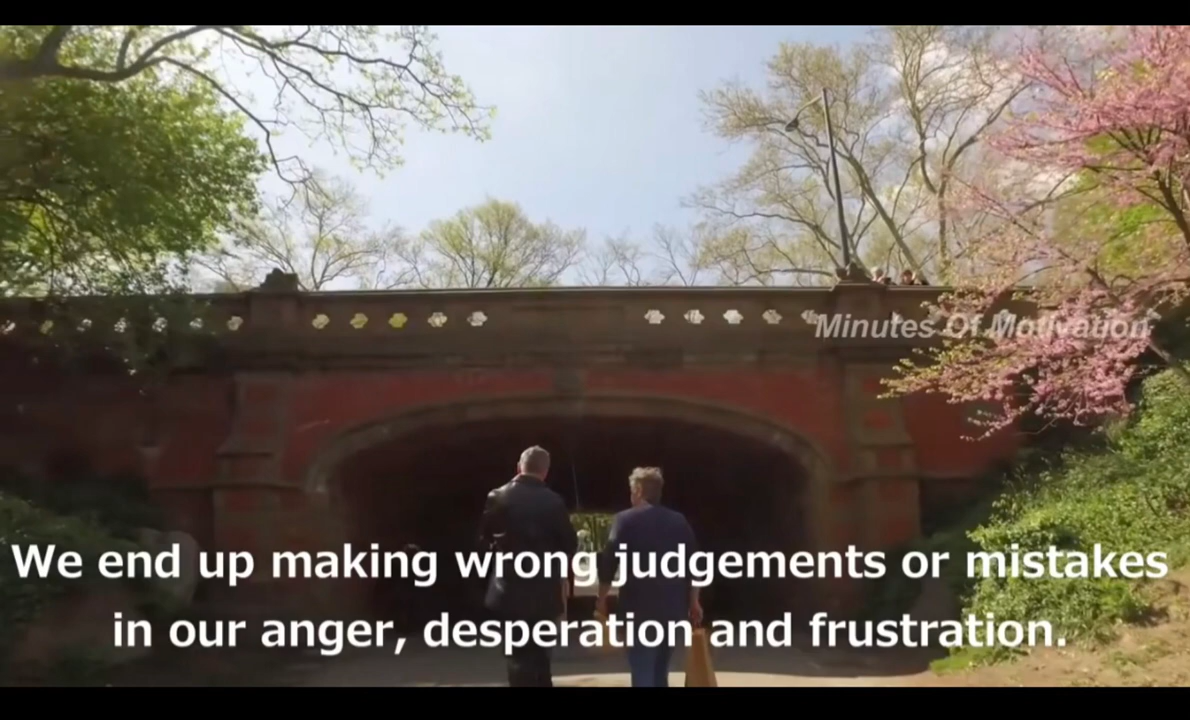 Minutes Of Motivation
We end up making wrong judgements or mistakes
in our anger, desperation and frustration.